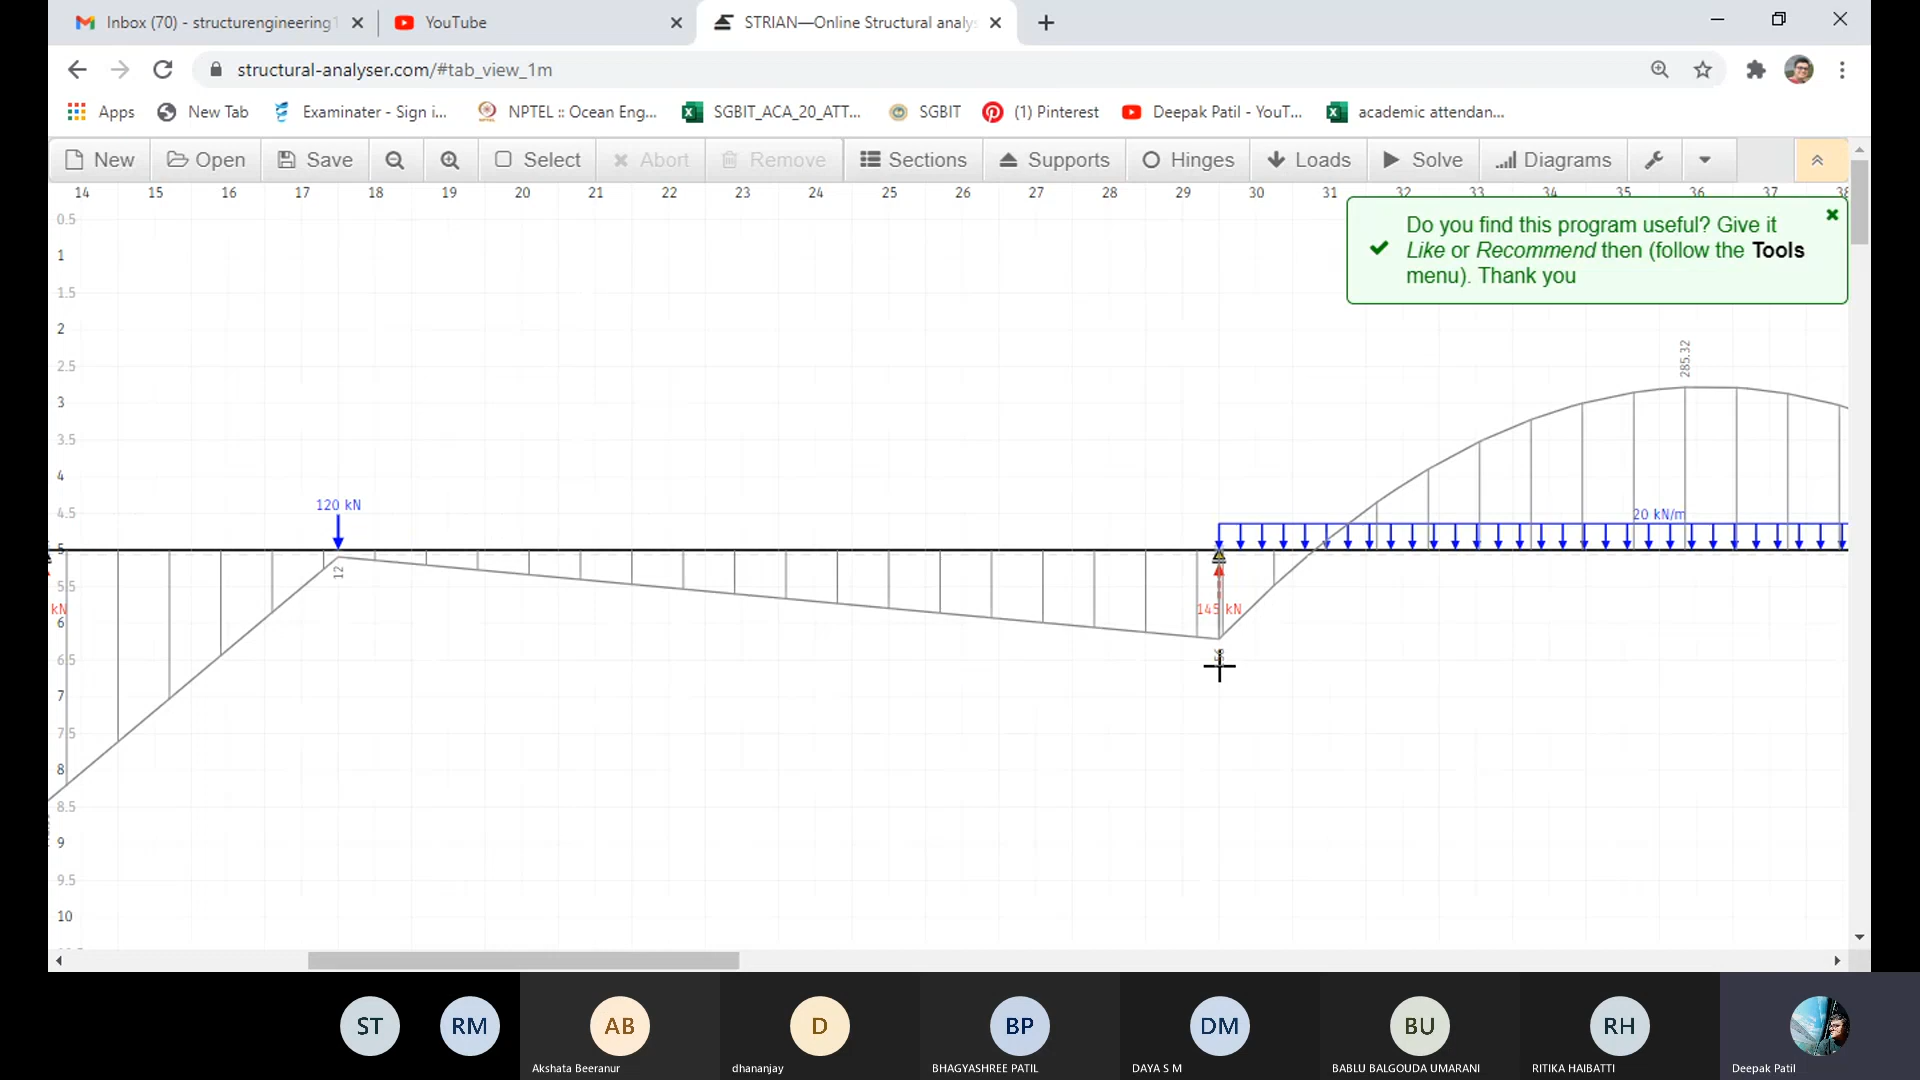 Inbox (70) - structurengineering1
YouTube
STRIAN—Online Structural analys
structural-analyser.com/#tab_view_1m
Apps
New Tab
Examinater - Sign i...
NPTEL :: Ocean Eng...
SGBIT_ACA_20_ATT...
SGBIT
(1) Pinterest
Deepak Patil - YouT...
academic attendan...
New
Open
Save
Select
Abort
Remove
Sections
Supports
Hinges
Loads
Solve
Diagrams
14 15 16 17 18 19 20 21 22 23 24 25 26 27 28 29 30 31 32 33 34 35 36 37 38
Do you find this program useful? Give it
Like or Recommend then (follow the Tools
menu). Thank you
0.5
1
1.5
2
2.5
3
3.5
4
4.5
5
5.5
6
6.5
7
7.5
8
8.5
9
9.5
10
285.32
120 kN
20 kN/m
12
kN
145 kN
ST
RM
AB
D
BP
DM
BU
RH
Akshata Beeranur
dhananjay
BHAGYASHREE PATIL
DAYA S M
BABLU BALGOUDA UMARANI
RITIKA HAIBATTI
Deepak Patil